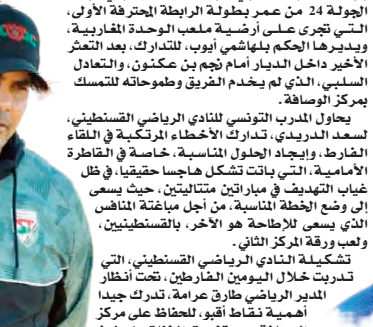 الجولة 24 من عمر بطولة الرابطة المحترفة الأولى،
التي تجرى على أرضية ملعب الوحدة المغاربية،
ويديرها الحكم بلهاشمي أيوب، للتدارك، بعد التعثر
الأخير داخل الديار أمام نجم بن عكنون، والتعادل
السلبي، الذي لم يخدم الفريق وطموحاته للتمسك
بمركز الوصافة.
يحاول المدرب التونسي للنادي الرياضي القسنطيني،
لسعد الدريدي، تدارك الأخطاء المرتكبة في اللقاء
الفارط، وإيجاد الحلول المناسبة، خاصة في القاطرة
الأمامية، التي باتت تشكل هاجسا حقيقيا، في ظل
غياب التهديف في مباراتين متتاليتين، حيث يسعى
إلى وضع الخطة المناسبة، من أجل مباغتة المنافس
الذي يسعى للإطاحة هو الآخر، بالقسنطينيين،
ولعب ورقة المركز الثاني.
تشكيلة النادي الرياضي القسنطيني، التي
تدربت خلال اليومين الفارطين، تحت أنظار
المدير الرياضي طارق عرامة، تدرك جيدا
أهمية نقاط أقبو، للحفاظ على مركز